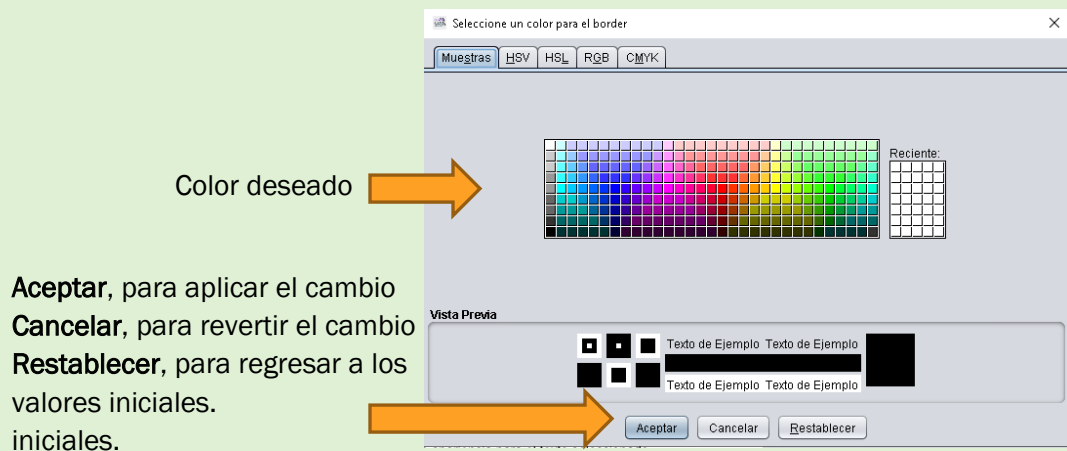 Seleccione un color para el border
Muestras HSV HSL RGB CMYK
Reciente:
Color deseado
Aceptar, para aplicar el cambio
Cancelar, para revertir el cambio
Restablecer, para regresar a los
valores iniciales.
iniciales.
Vista Previa
Texto de Ejemplo Texto de Ejemplo
Texto de Ejemplo Texto de Ejemplo
Aceptar Cancelar Restablecer